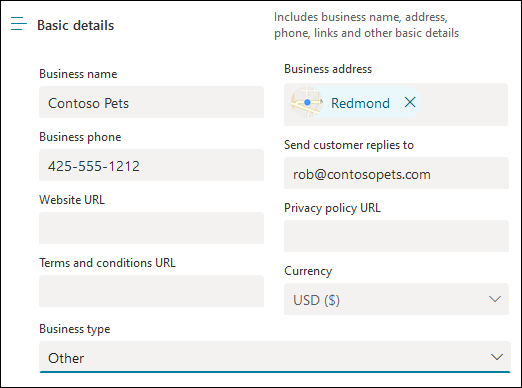 Basic details
Includes business name, address,
phone, links and other basic details
Business name
Contoso Pets
Business address
Redmond
Business phone
425-555-1212
Send customer replies to
rob@contosopets.com
Website URL
Privacy policy URL
Terms and conditions URL
Currency
USD ($)
Business type
Other